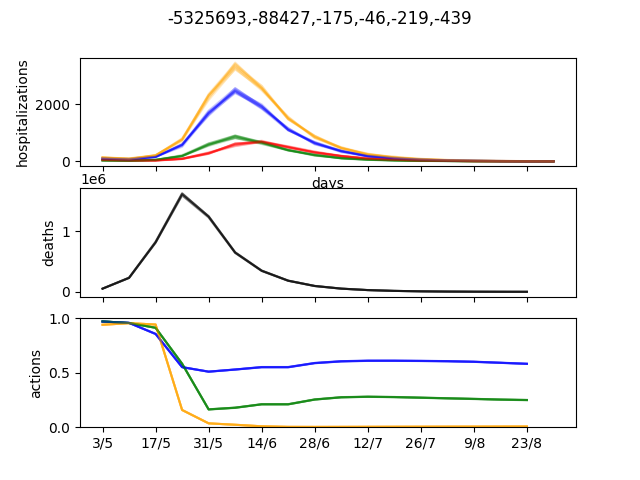 -5325693,-88427,-175,-46,-219,-439
hospitalizations
2000
0
days
1e6
deaths
1
0
actions
1.0
0.5
0.0
3/5 17/5 31/5 14/6 28/6 12/7 26/7 9/8 23/8